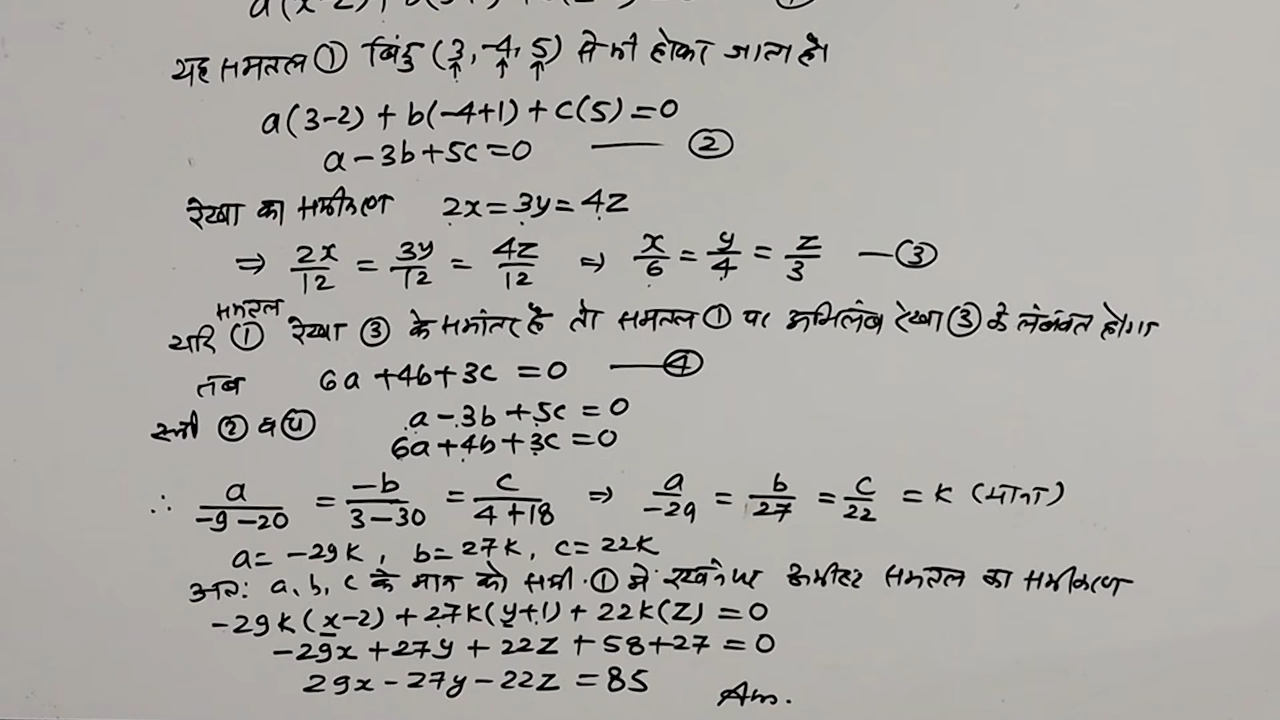 यह समतल ① बिंदु (3, -4, 5) से भी होकर जाता है।
a(3-2) + b(-4+1) + c(5) = 0
a - 3b + 5c = 0 —— ②
रेखा का समीकरण 2x = 3y = 4z
⇒ 2x/12 = 3y/12 = 4z/12 ⇒ x/6 = y/4 = z/3 —③
समतल
यदि ① रेखा ③ के समांतर है तो समतल ① पर अभिलंब रेखा ③ के लंबवत होगा
तब 6a + 4b + 3c = 0 —④
समी ② व ④ a - 3b + 5c = 0
6a + 4b + 3c = 0
∴ a/(-9-20) = -b/(3-30) = c/(4+18) ⇒ a/-29 = b/27 = c/22 = K (माना)
a = -29K, b = 27K, c = 22K
अतः a, b, c के मान को समी. ① में रखने पर अभीष्ट समतल का समीकरण
-29K(x-2) + 27K(y+1) + 22K(z) = 0
-29x + 27y + 22z + 58 + 27 = 0
29x - 27y - 22z = 85 Ans.